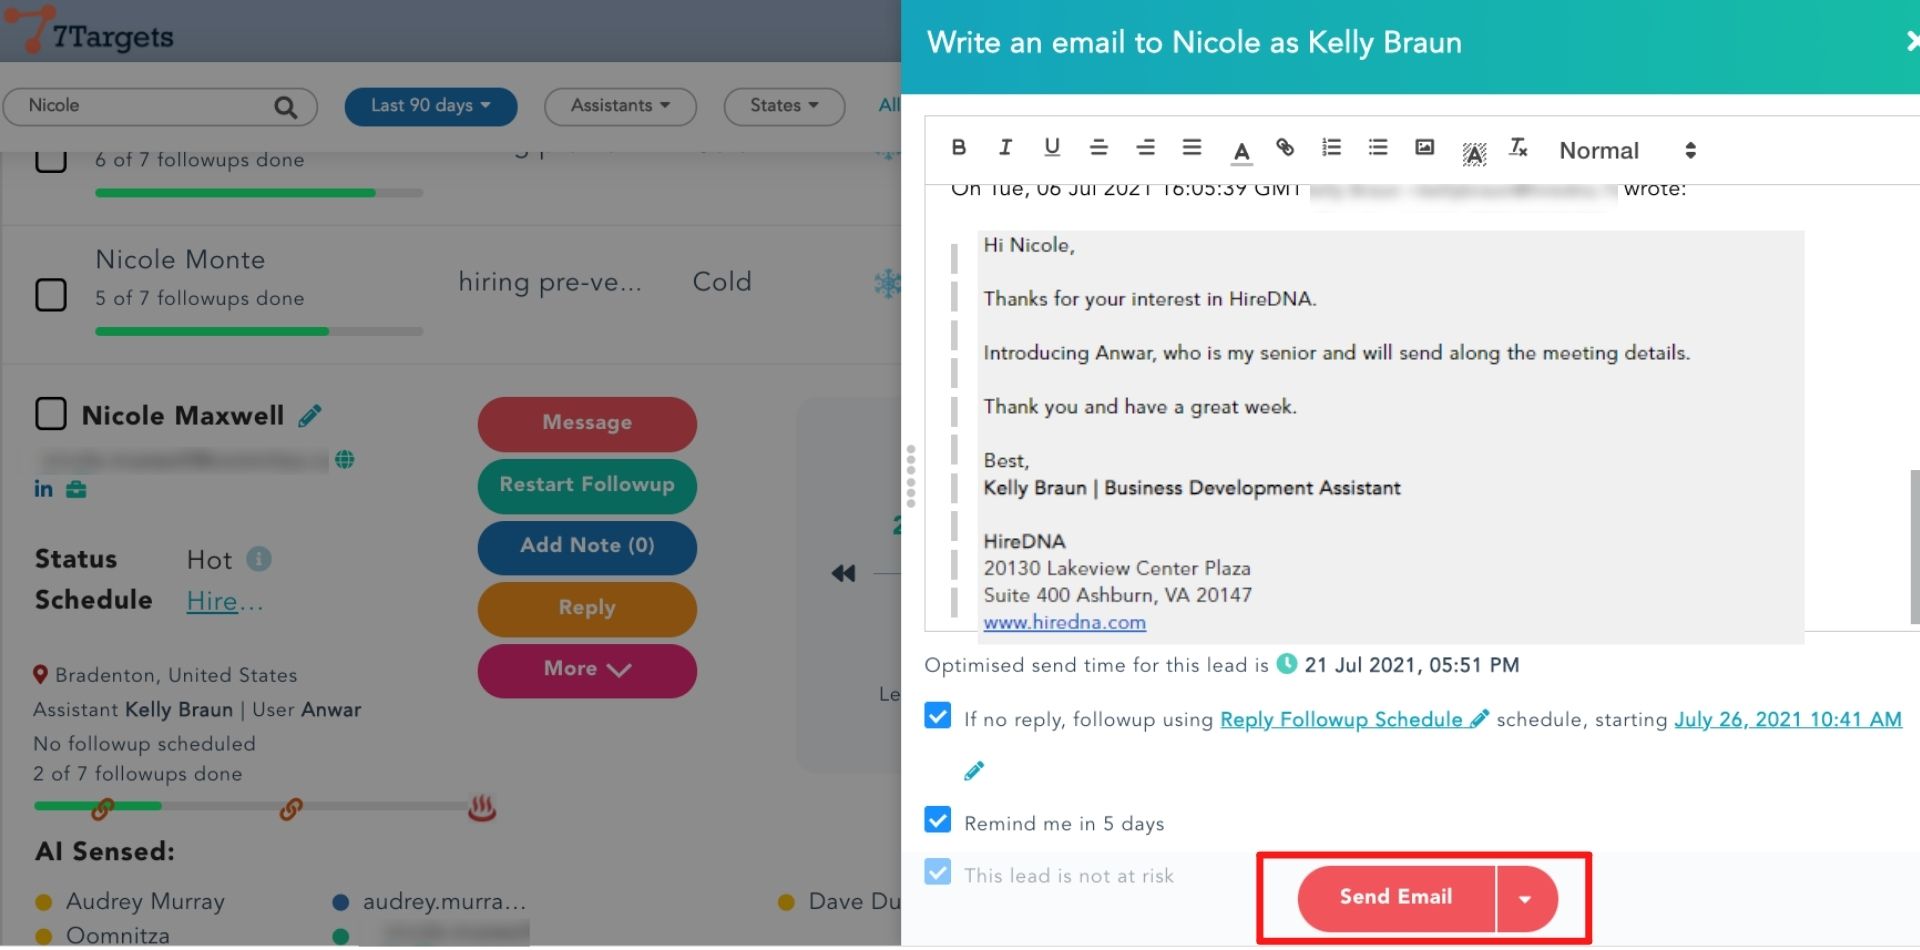 7Targets
Nicole
Last 90 days
Assistants
States
All
6 of 7 followups done
Nicole Monte
5 of 7 followups done
hiring pre-ve...
Cold
Nicole Maxwell
in
Status Hot
Schedule Hire...
Bradenton, United States
Assistant Kelly Braun | User Anwar
No followup scheduled
2 of 7 followups done
AI Sensed:
Audrey Murray
audrey.murra...
Dave Du
Oomnitza
Message
Restart Followup
Add Note (0)
Reply
More
Le
Write an email to Nicole as Kelly Braun
B I U A A Tx Normal
On Tue, 06 Jul 2021 16:05:39 GMT wrote:
Hi Nicole,
Thanks for your interest in HireDNA.
Introducing Anwar, who is my senior and will send along the meeting details.
Thank you and have a great week.
Best,
Kelly Braun | Business Development Assistant
HireDNA
20130 Lakeview Center Plaza
Suite 400 Ashburn, VA 20147
www.hiredna.com
Optimised send time for this lead is 21 Jul 2021, 05:51 PM
If no reply, followup using Reply Followup Schedule schedule, starting July 26, 2021 10:41 AM
Remind me in 5 days
This lead is not at risk
Send Email